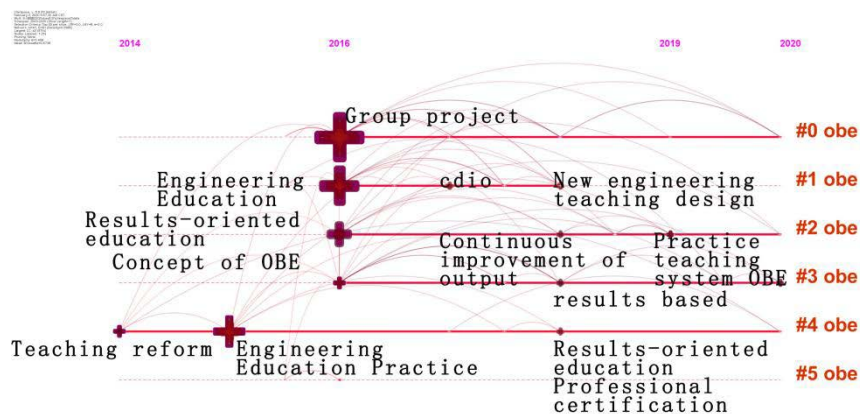 2014
2016
2019
2020
Group project
#0 obe
Engineering
Education
cdio
New engineering
teaching design
#1 obe
Results-oriented
education
#2 obe
Concept of OBE
Continuous
improvement of
output
Practice
teaching
system OBE
#3 obe
results based
#4 obe
Teaching reform
Engineering
Education Practice
Results-oriented
education
Professional
certification
#5 obe